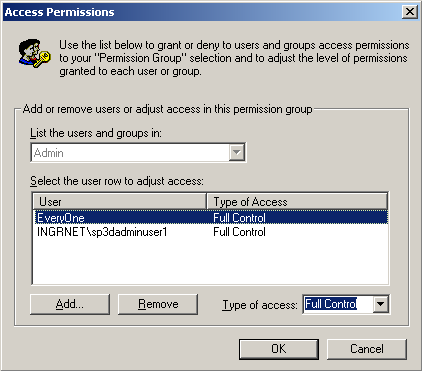 Access Permissions
Use the list below to grant or deny to users and groups access permissions
to your "Permission Group" selection and to adjust the level of permissions
granted to each user or group.
Add or remove users or adjust access in this permission group
List the users and groups in:
Admin
Select the user row to adjust access:
User Type of Access
EveryOne Full Control
INGRNET\sp3dadminuser1 Full Control
Add... Remove Type of access: Full Control
OK Cancel